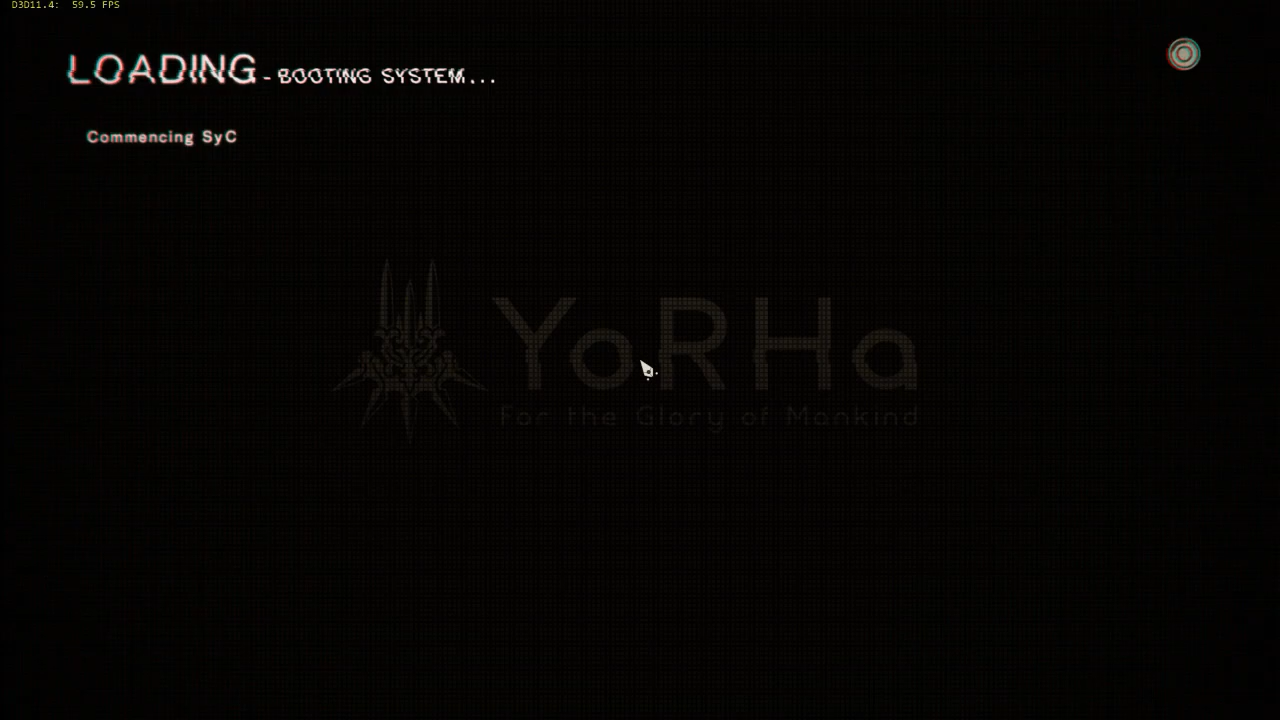 D3D11.4: 59.5 FPS
LOADING - BOOTING SYSTEM...
Commencing SyC
YoRHa
For the Glory of Mankind